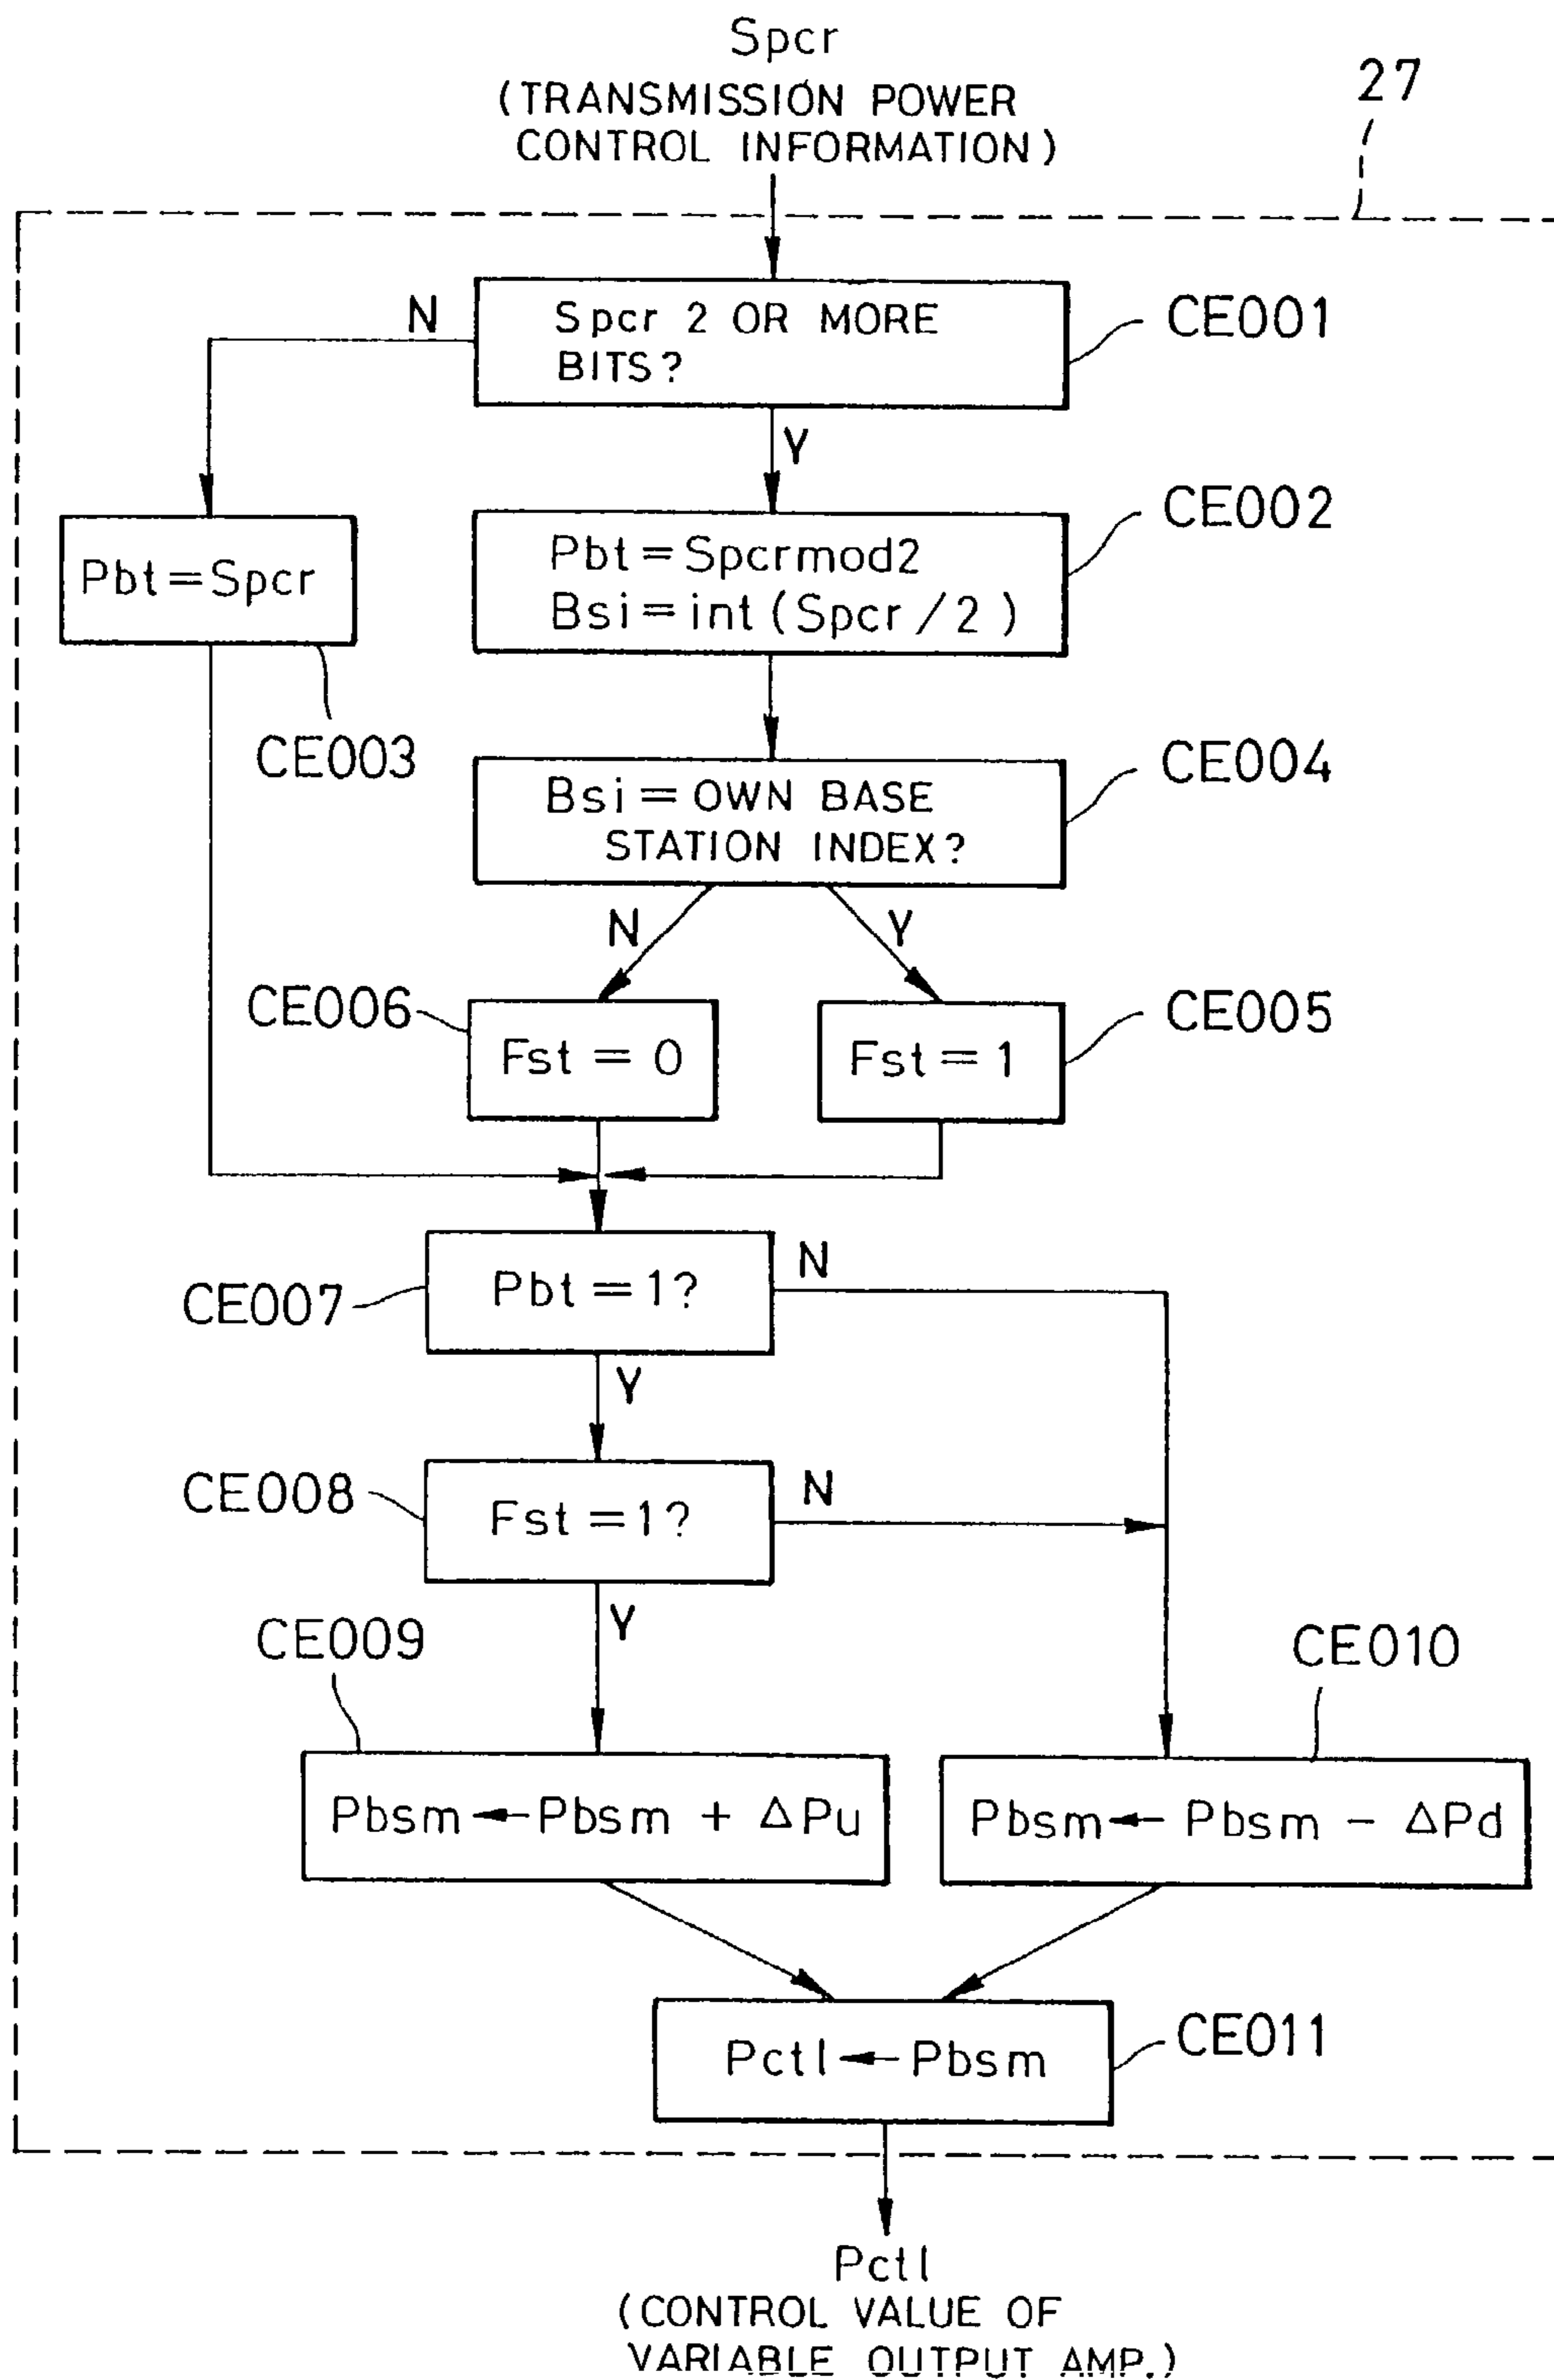 Spcr
(TRANSMISSION POWER
CONTROL INFORMATION)
27
N
Spcr 2 OR MORE
BITS?
CE001
Y
CE002
Pbt=Spcr
Pbt=Spcrmod2
Bsi=int(Spcr/2)
CE003
CE004
Bsi=OWN BASE
STATION INDEX?
N
Y
CE006
CE005
Fst=0
Fst=1
Pbt=1?
N
CE007
Y
CE008
Fst=1?
N
Y
CE009
CE010
Pbsm←Pbsm + ΔPu
Pbsm←Pbsm - ΔPd
Pctl←Pbsm
CE011
Pctl
(CONTROL VALUE OF
VARIABLE OUTPUT AMP.)